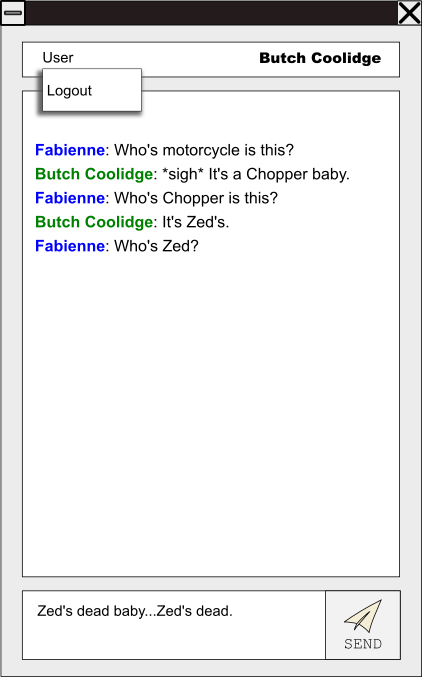 User
Butch Coolidge
Logout
Fabienne: Who's motorcycle is this?
Butch Coolidge: *sigh* It's a Chopper baby.
Fabienne: Who's Chopper is this?
Butch Coolidge: It's Zed's.
Fabienne: Who's Zed?
Zed's dead baby...Zed's dead.
SEND